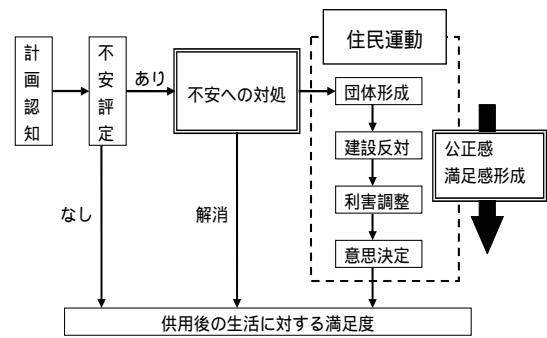 計画認知
不安評定
あり
なし
不安への対処
解消
住民運動
団体形成
建設反対
利害調整
意思決定
公正感
満足感形成
供用後の生活に対する満足度